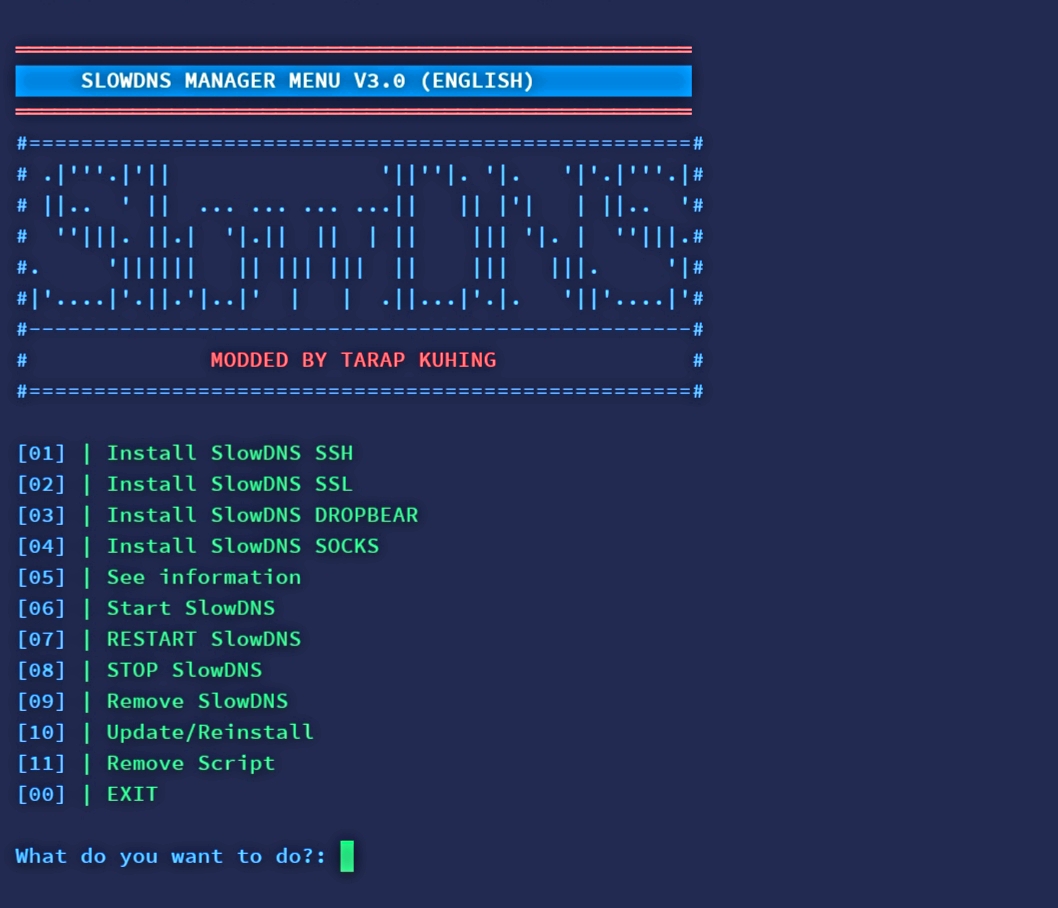 SLOWDNS MANAGER MENU V3.0 (ENGLISH)
#===================================================#
# .|'''.|'||                '||''|. '|.   '|'.|'''.|#
# ||..  ' ||  ... ... ... ...||   || |'|   | ||..  '#
#  ''|||. ||.|  '|.||  ||  | ||    ||| '|. |  ''|||.#
#.     '||||||   || ||| |||  ||    |||   |||.     '|#
#|'....|'.||.'|..|'  |   |  .||...|'.|.   '||'....|'#
#---------------------------------------------------#
# MODDED BY TARAP KUHING #
#===================================================#
[01] | Install SlowDNS SSH
[02] | Install SlowDNS SSL
[03] | Install SlowDNS DROPBEAR
[04] | Install SlowDNS SOCKS
[05] | See information
[06] | Start SlowDNS
[07] | RESTART SlowDNS
[08] | STOP SlowDNS
[09] | Remove SlowDNS
[10] | Update/Reinstall
[11] | Remove Script
[00] | EXIT
What do you want to do?: